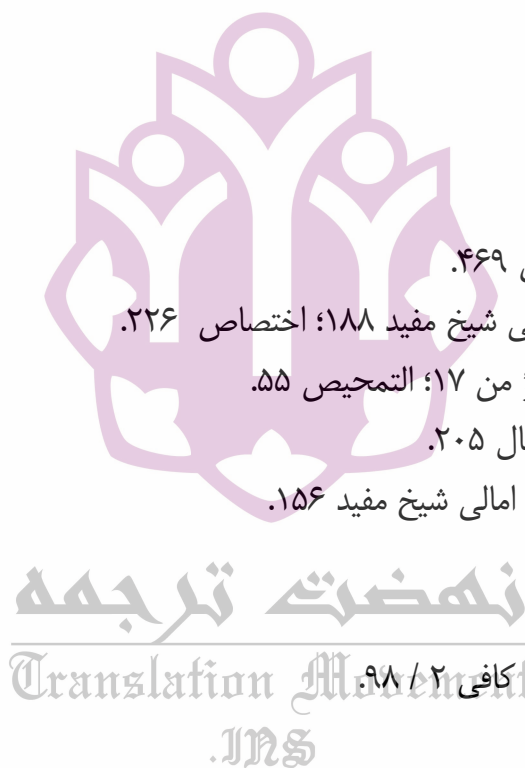 ۴۶۹.
شیخ مفید ۱۸۸؛ اختصاص ۲۲۶.
من ۱۷؛ التمحیص ۵۵.
۲۰۵.
امالی شیخ مفید ۱۵۶.
نهضت ترجمه
Translation Movement
کافی ۲ / ۹۸.
.INS